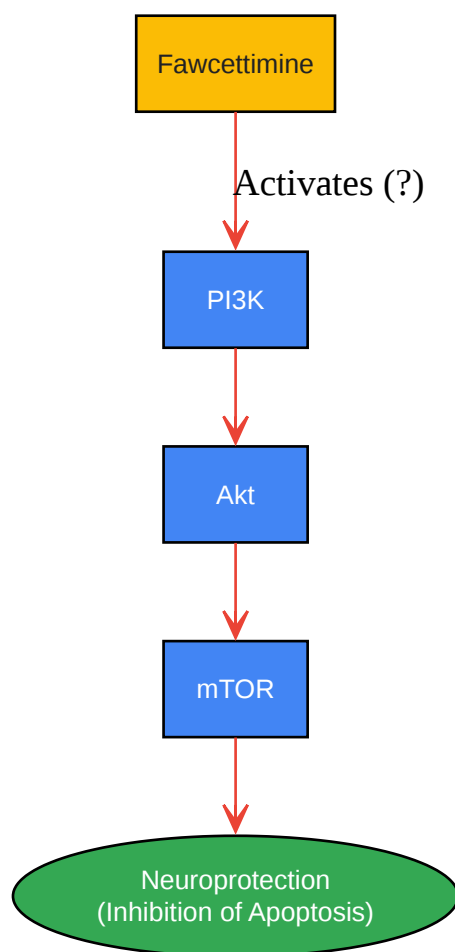 Fawcettimine
Activates (?)
PI3K
Akt
mTOR
Neuroprotection
(Inhibition of Apoptosis)